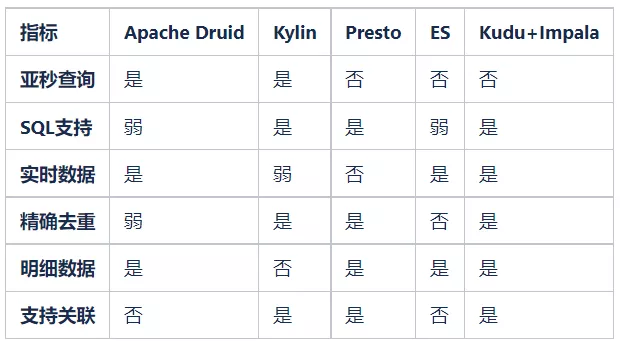 指标 Apache Druid Kylin Presto ES Kudu+Impala
亚秒查询 是 是 否 否 否
SQL支持 弱 是 是 弱 是
实时数据 是 弱 否 是 是
精确去重 弱 是 是 否 是
明细数据 是 否 是 是 是
支持关联 否 是 是 否 是